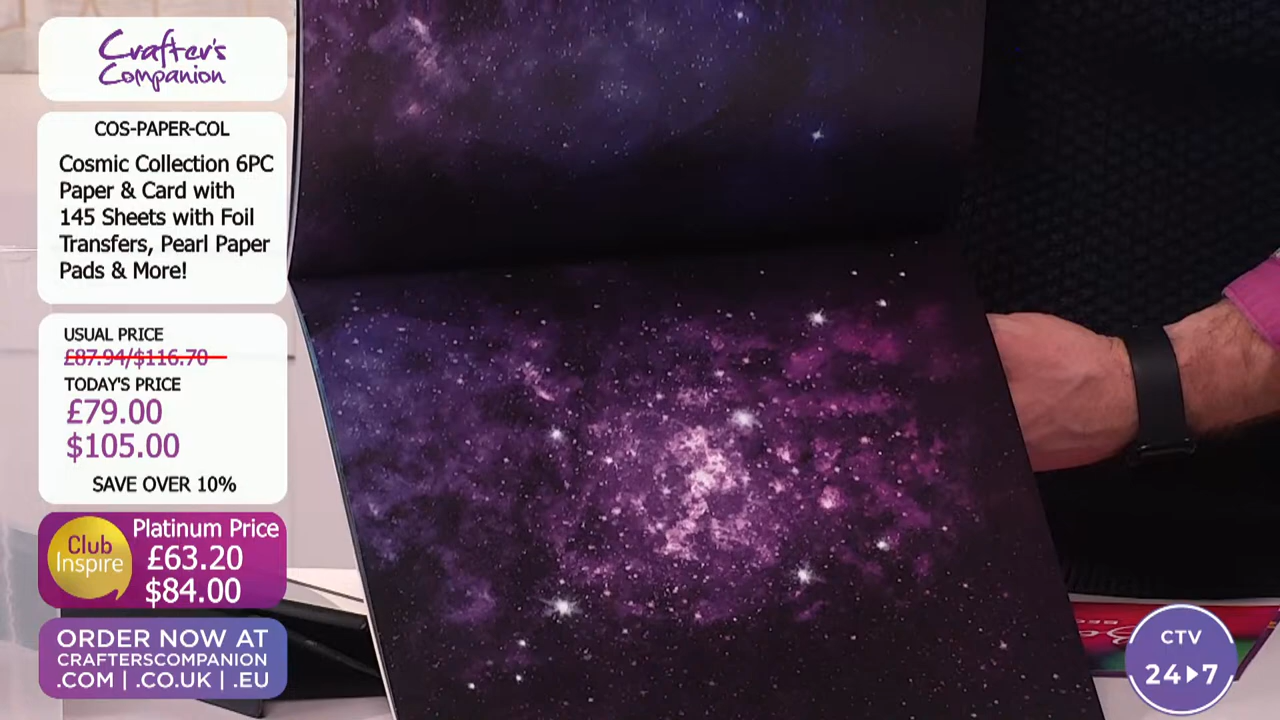 Crafter's
Companion
COS-PAPER-COL
Cosmic Collection 6PC
Paper & Card with
145 Sheets with Foil
Transfers, Pearl Paper
Pads & More!
USUAL PRICE
£87.94/$116.70
TODAY'S PRICE
£79.00
$105.00
SAVE OVER 10%
Club
Inspire
Platinum Price
£63.20
$84.00
ORDER NOW AT
CRAFTERSCOMPANION
.COM | .CO.UK | .EU
CTV
24▶7